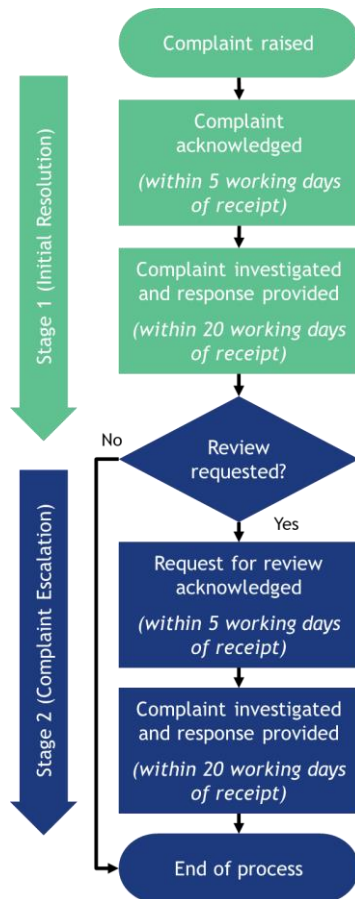 Complaint raised
Stage 1 (Initial Resolution)
Complaint
acknowledged
(within 5 working days
of receipt)
Complaint investigated
and response provided
(within 20 working days
of receipt)
No
Review
requested?
Yes
Stage 2 (Complaint Escalation)
Request for review
acknowledged
(within 5 working days
of receipt)
Complaint investigated
and response provided
(within 20 working days
of receipt)
End of process